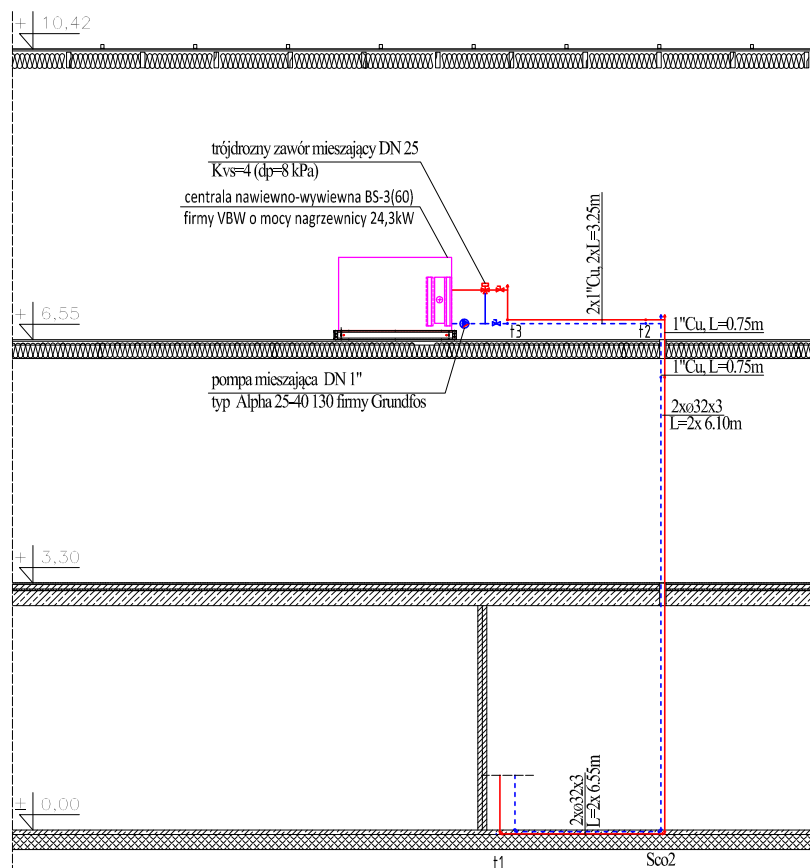 + 10,42
trójdrozny zawór mieszający DN 25
Kvs=4 (dp=8 kPa)
centrala nawiewno-wywiewna BS-3(60)
firmy VBW o mocy nagrzewnicy 24,3kW
2x1"Cu, 2xL=3.25m
+ 6,55
t3
t2
1"Cu, L=0.75m
1"Cu, L=0.75m
pompa mieszająca DN 1"
typ Alpha 25-40 130 firmy Grundfos
2xø32x3
L=2x 6.10m
+ 3,30
2xø32x3
L=2x 6.55m
± 0,00
t1
Sco2